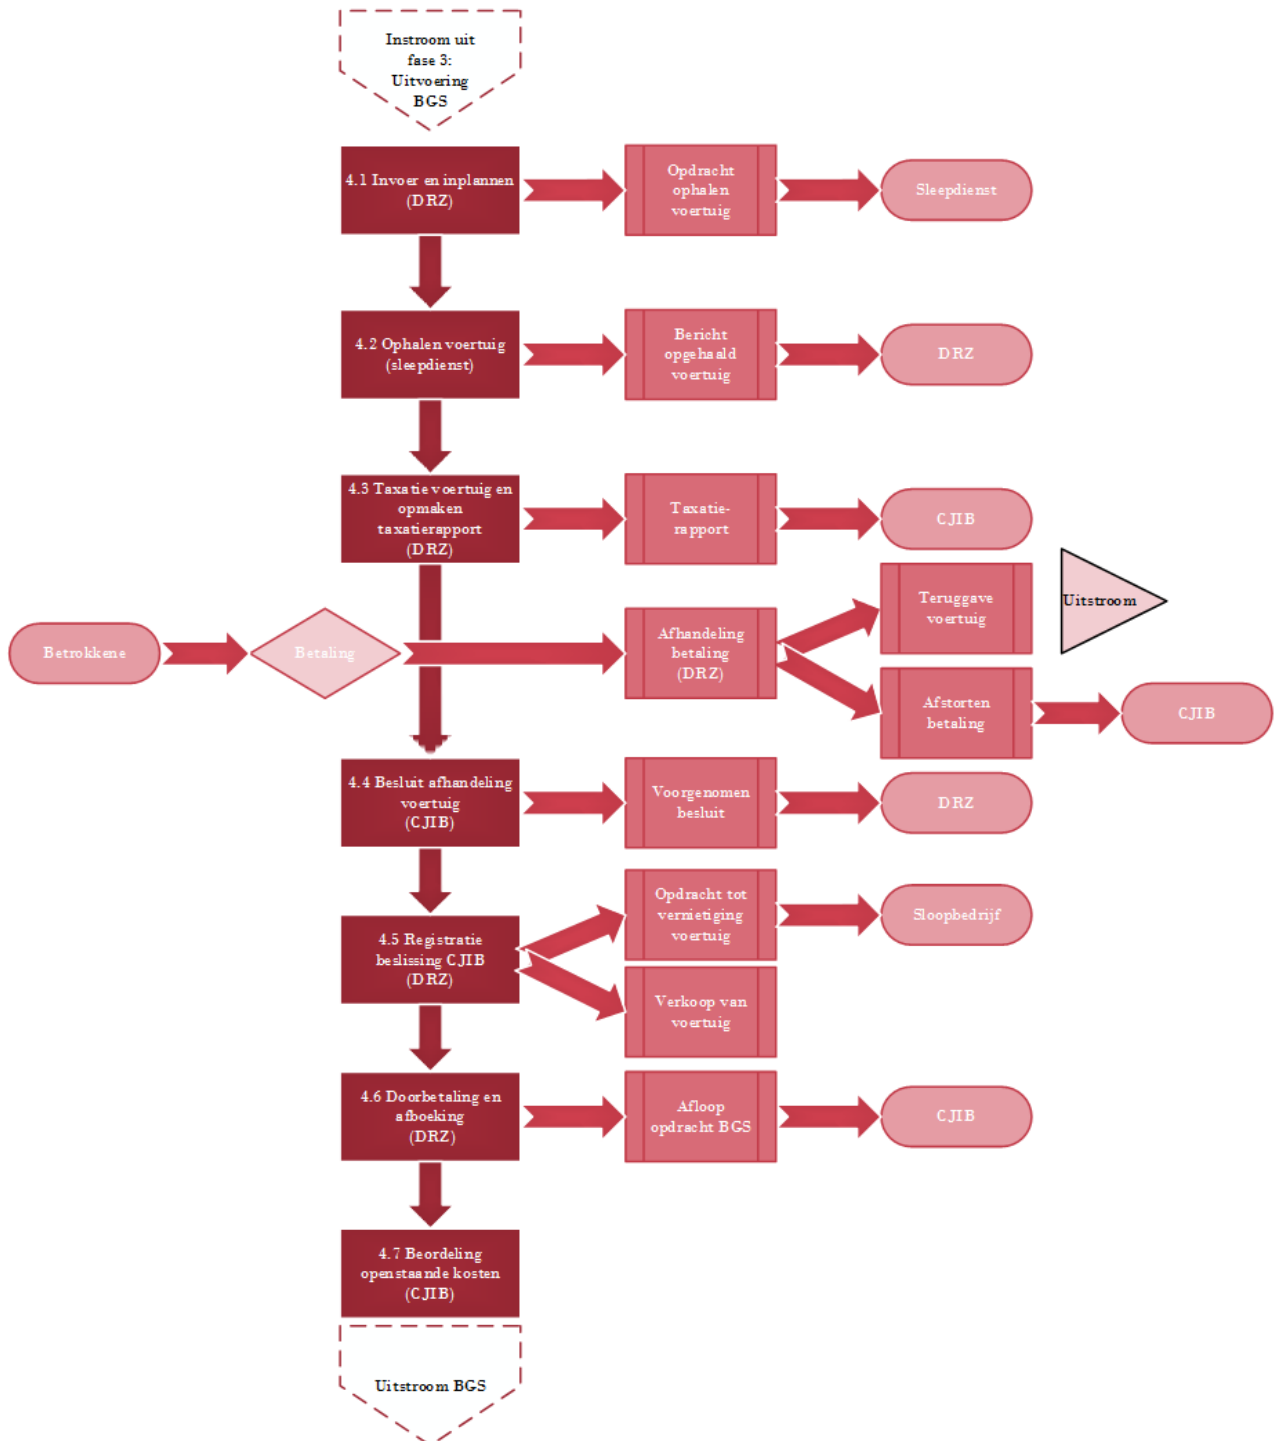 Instroom uit
fase 3:
Uitvoering
BGS
4.1 Invoer en inplannen
(DRZ)
Opdracht
ophalen
voertuig
Sleepdienst
4.2 Ophalen voertuig
(sleepdienst)
Bericht
opgehaald
voertuig
DRZ
4.3 Taxatie voertuig en
opmaken
taxatierapport
(DRZ)
Taxatie-
rapport
CJIB
Betrokkene
Betaling
Afhandeling
betaling
(DRZ)
Teruggave
voertuig
Uitstroom
Afstorten
betaling
CJIB
4.4 Besluit afhandeling
voertuig
(CJIB)
Voorgenomen
besluit
DRZ
4.5 Registratie
beslissing CJIB
(DRZ)
Opdracht tot
vernietiging
voertuig
Sloopbedrijf
Verkoop van
voertuig
4.6 Doorbetaling en
afboeking
(DRZ)
Afloop
opdracht BGS
CJIB
4.7 Beordeling
openstaande kosten
(CJIB)
Uitstroom BGS